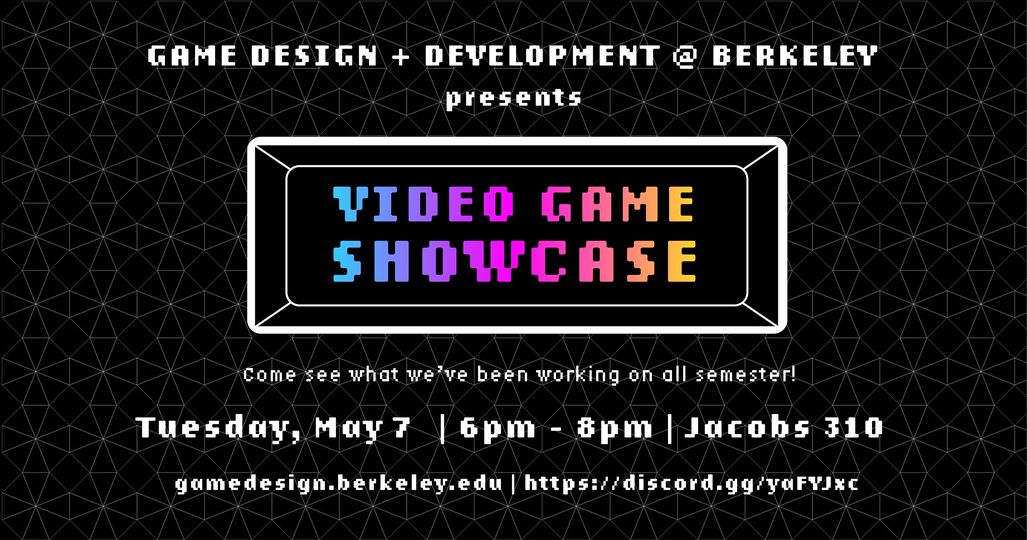 GAME DESIGN + DEVELOPMENT @ BERKELEY
presents
VIDEO GAME
SHOWCASE
Come see what we've been working on all semester!
Tuesday, May 7 | 6pm - 8pm | Jacobs 310
gamedesign.berkeley.edu | https://discord.gg/yaFYJxc